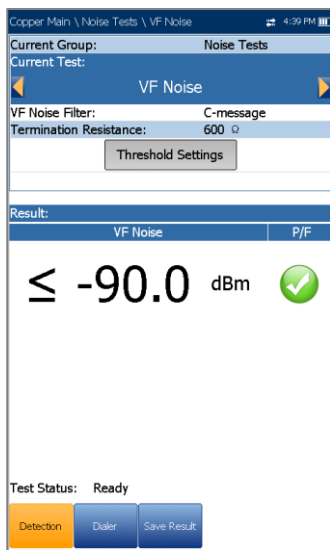 Copper Main \ Noise Tests \ VF Noise 4:39 PM
Current Group: Noise Tests
Current Test:
VF Noise
VF Noise Filter: C-message
Termination Resistance: 600 Ω
Threshold Settings
Result:
VF Noise P/F
≤ -90.0 dBm
Test Status: Ready
Detection Dialer Save Result